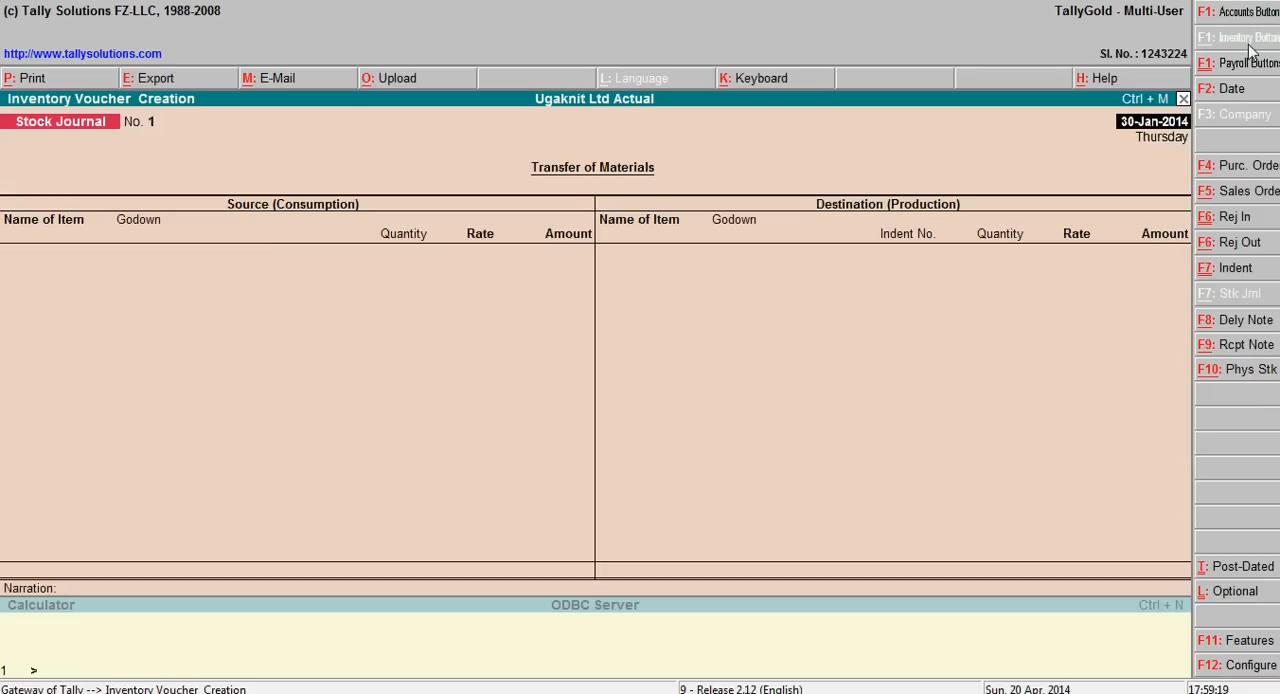 (c) Tally Solutions FZ-LLC, 1988-2008
TallyGold - Multi-User
http://www.tallysolutions.com
Sl. No. : 1243224
P: Print
E: Export
M: E-Mail
O: Upload
L: Language
K: Keyboard
H: Help
Inventory Voucher Creation
Ugaknit Ltd Actual
Ctrl + M
Stock Journal No. 1
30-Jan-2014
Thursday
Transfer of Materials
Source (Consumption)
Destination (Production)
Name of Item Godown
Quantity Rate Amount
Name of Item Godown
Indent No. Quantity Rate Amount
Narration:
Calculator
ODBC Server
Ctrl + N
1 >
Gateway of Tally --> Inventory Voucher Creation
9 - Release 2.12 (English)
Sun, 20 Apr, 2014
17:59:19
F1: Accounts Button
F1: Inventory Button
F1: Payroll Buttons
F2: Date
F3: Company
F4: Purc. Orde
F5: Sales Orde
F6: Rej In
F6: Rej Out
F7: Indent
F7: Stk Jrnl
F8: Dely Note
F9: Rcpt Note
F10: Phys Stk
T: Post-Dated
L: Optional
F11: Features
F12: Configure